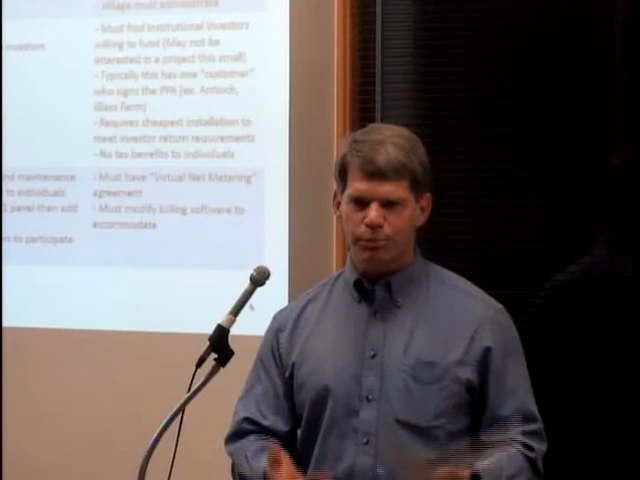 - Village must administrate
- Must find institutional investors
willing to fund (May not be
interested in a project this small)
investors
- Typically this has one "customer"
who signs the PPA (ex. Antioch,
Glass Farm)
- Requires cheapest installation to
meet investor return requirements
- No tax benefits to individuals
nd maintenance
to individuals
1 panel then add
rs to participate
- Must have "Virtual Net Metering"
agreement
- Must modify billing software to
accommodate